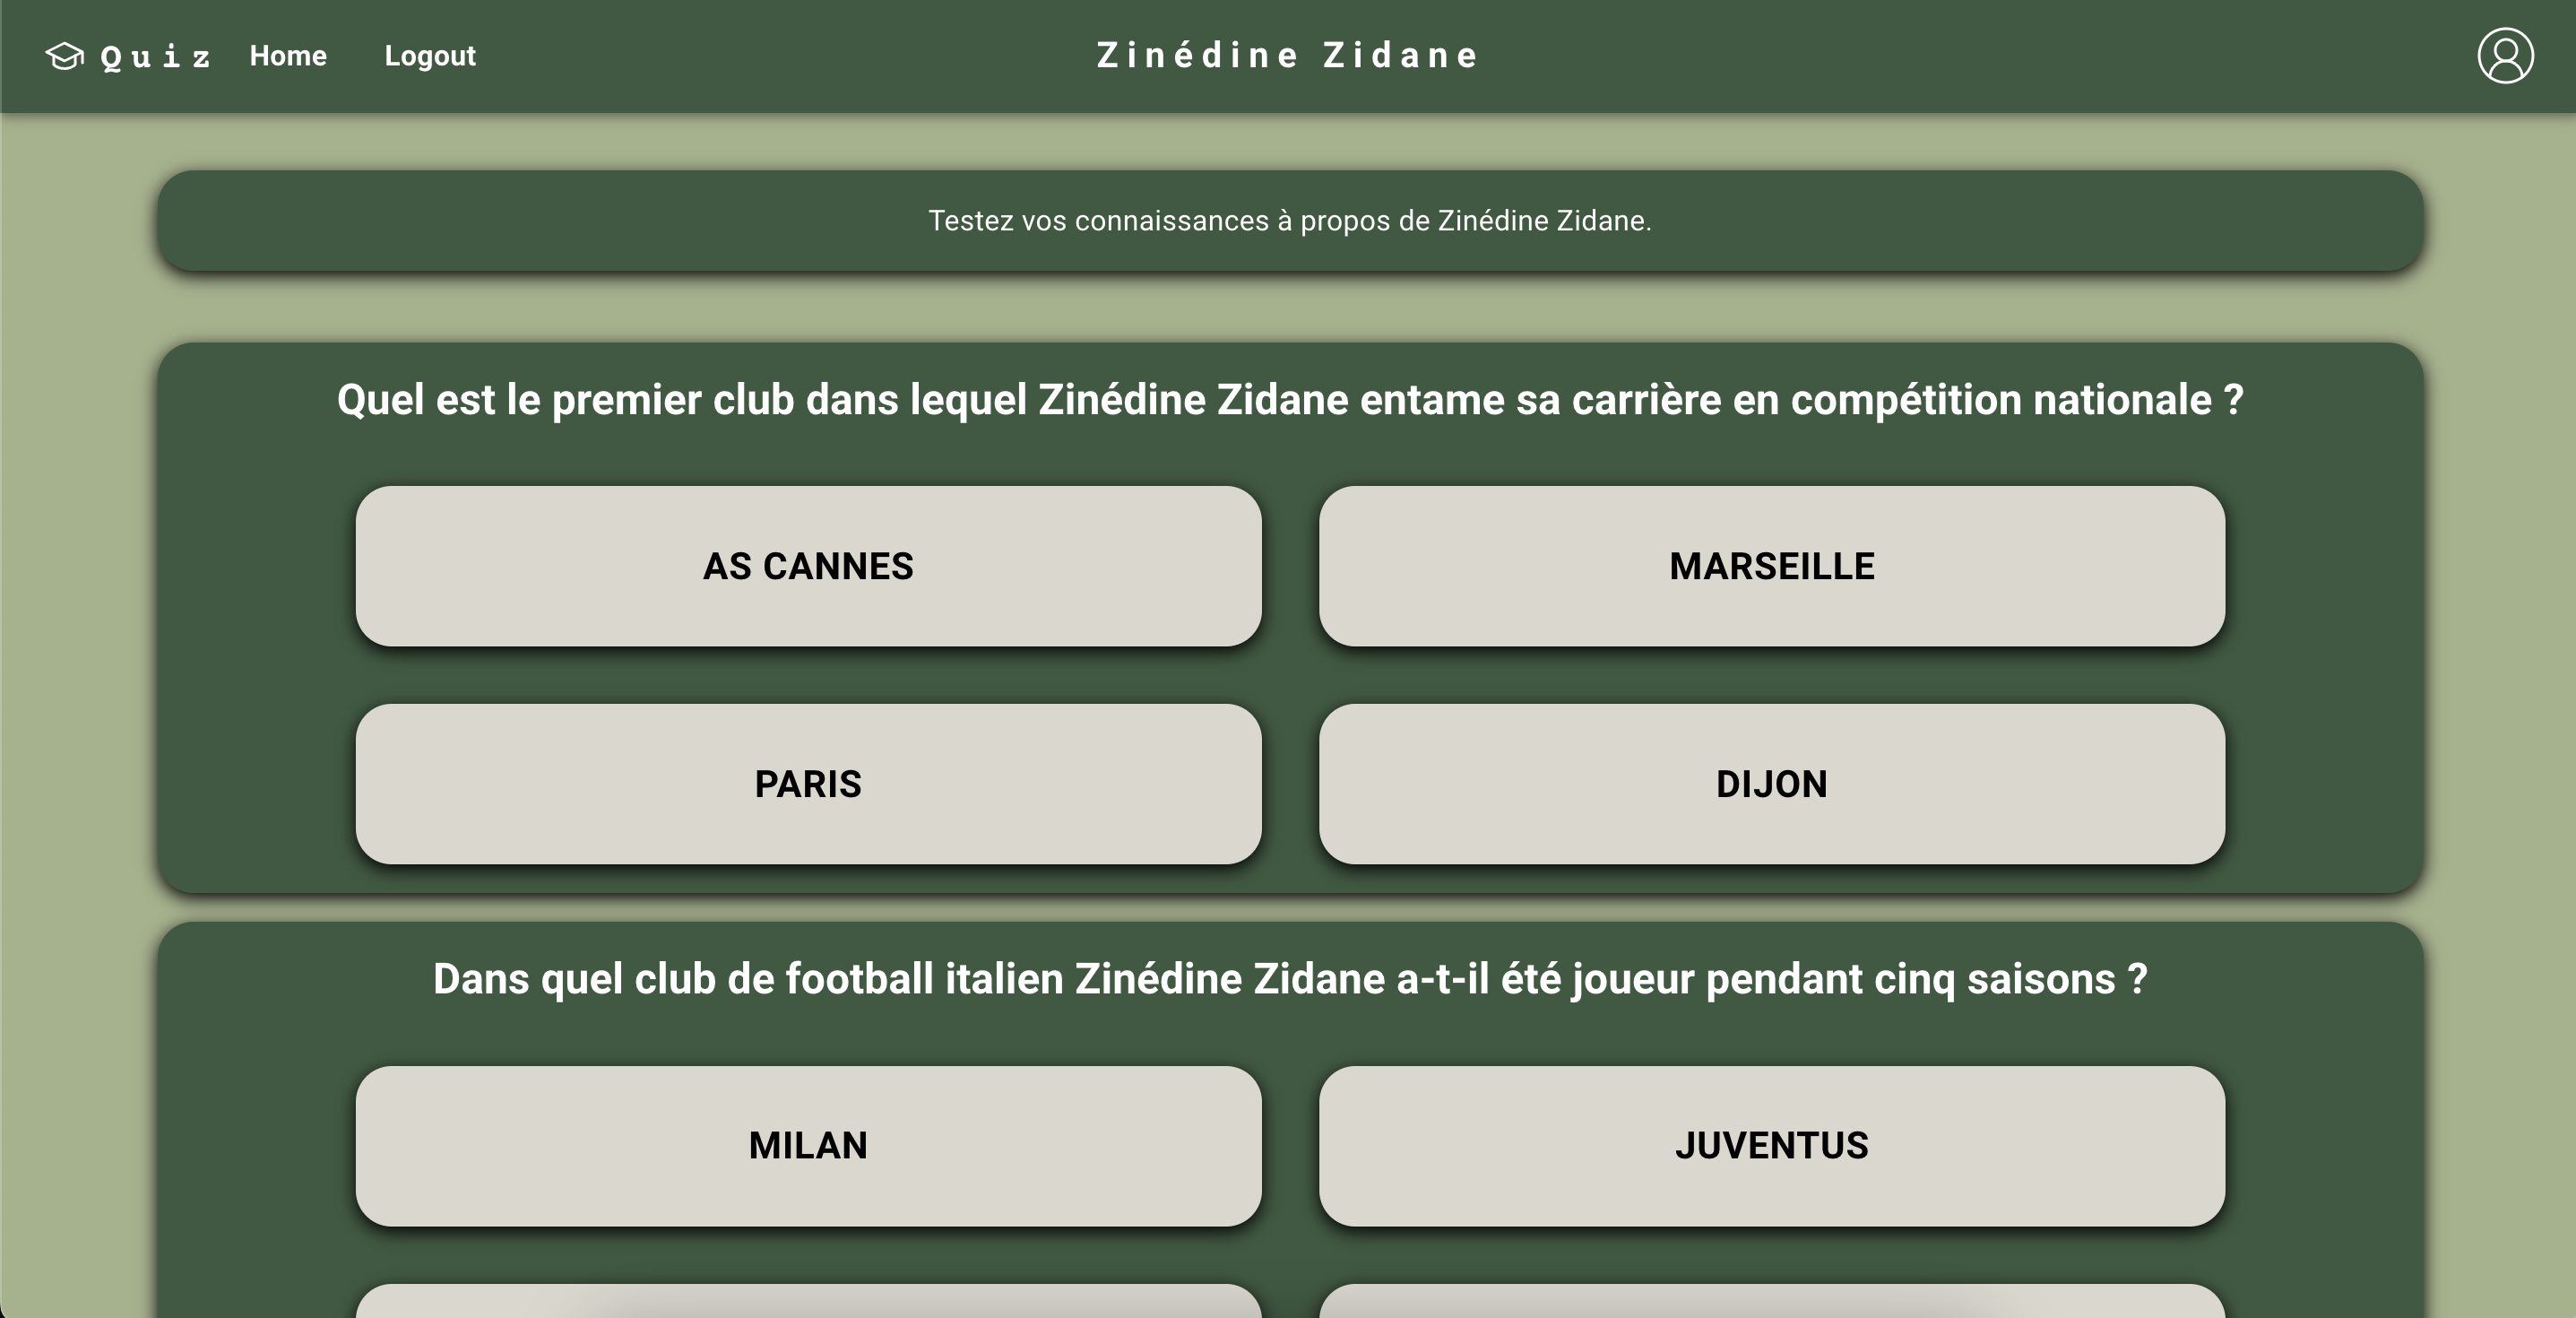 Quiz Home Logout Zinédine Zidane
Testez vos connaissances à propos de Zinédine Zidane.
Quel est le premier club dans lequel Zinédine Zidane entame sa carrière en compétition nationale ?
AS CANNES MARSEILLE
PARIS DIJON
Dans quel club de football italien Zinédine Zidane a-t-il été joueur pendant cinq saisons ?
MILAN JUVENTUS